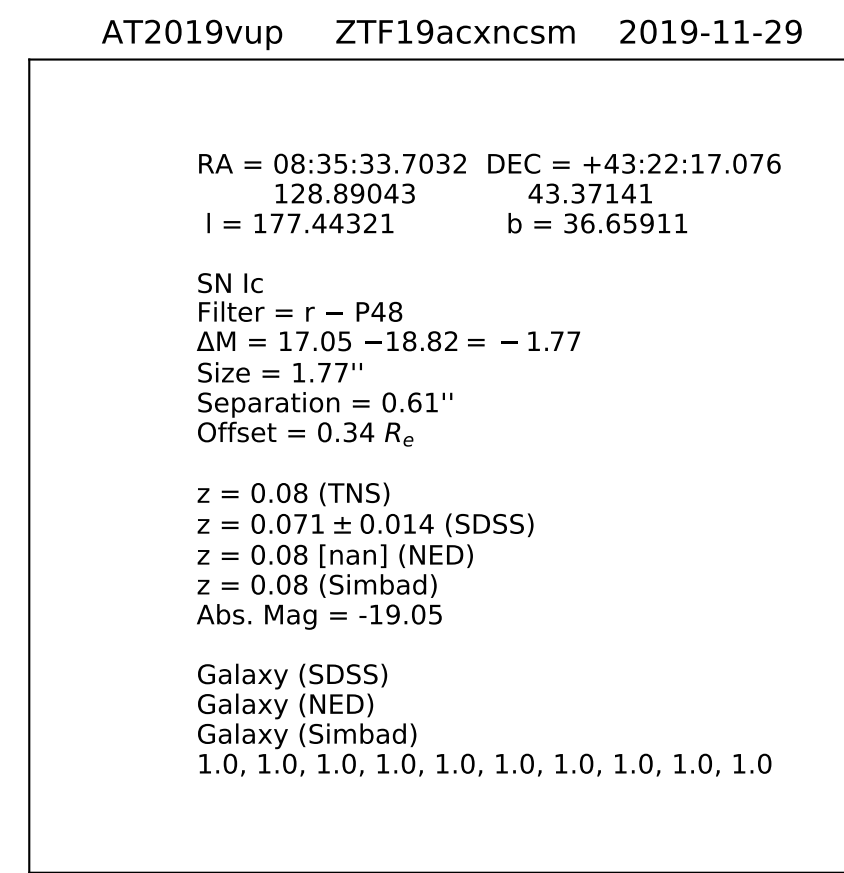 AT2019vup ZTF19acxncsm 2019-11-29
RA = 08:35:33.7032 DEC = +43:22:17.076
128.89043 43.37141
l = 177.44321 b = 36.65911
SN Ic
Filter = r − P48
ΔM = 17.05 −18.82 = −1.77
Size = 1.77''
Separation = 0.61''
Offset = 0.34 Rₑ
z = 0.08 (TNS)
z = 0.071 ± 0.014 (SDSS)
z = 0.08 [nan] (NED)
z = 0.08 (Simbad)
Abs. Mag = -19.05
Galaxy (SDSS)
Galaxy (NED)
Galaxy (Simbad)
1.0, 1.0, 1.0, 1.0, 1.0, 1.0, 1.0, 1.0, 1.0, 1.0